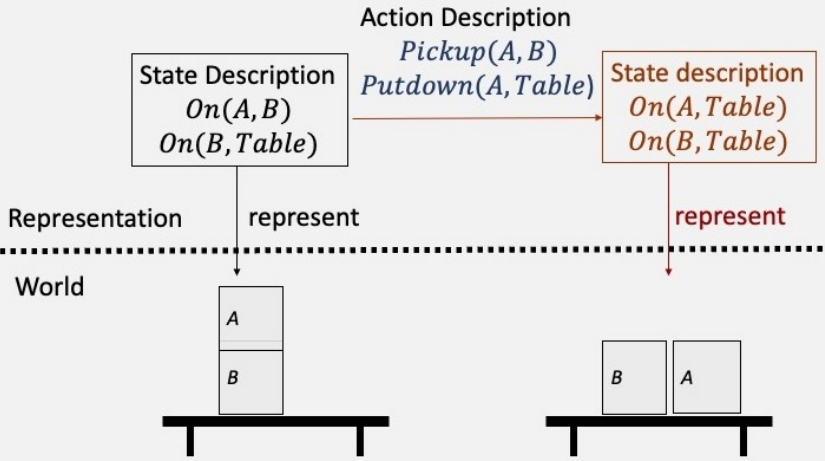 Action Description
Pickup(A, B)
Putdown(A, Table)
State Description
On(A, B)
On(B, Table)
State description
On(A, Table)
On(B, Table)
Representation
represent
represent
World
A
B
B
A